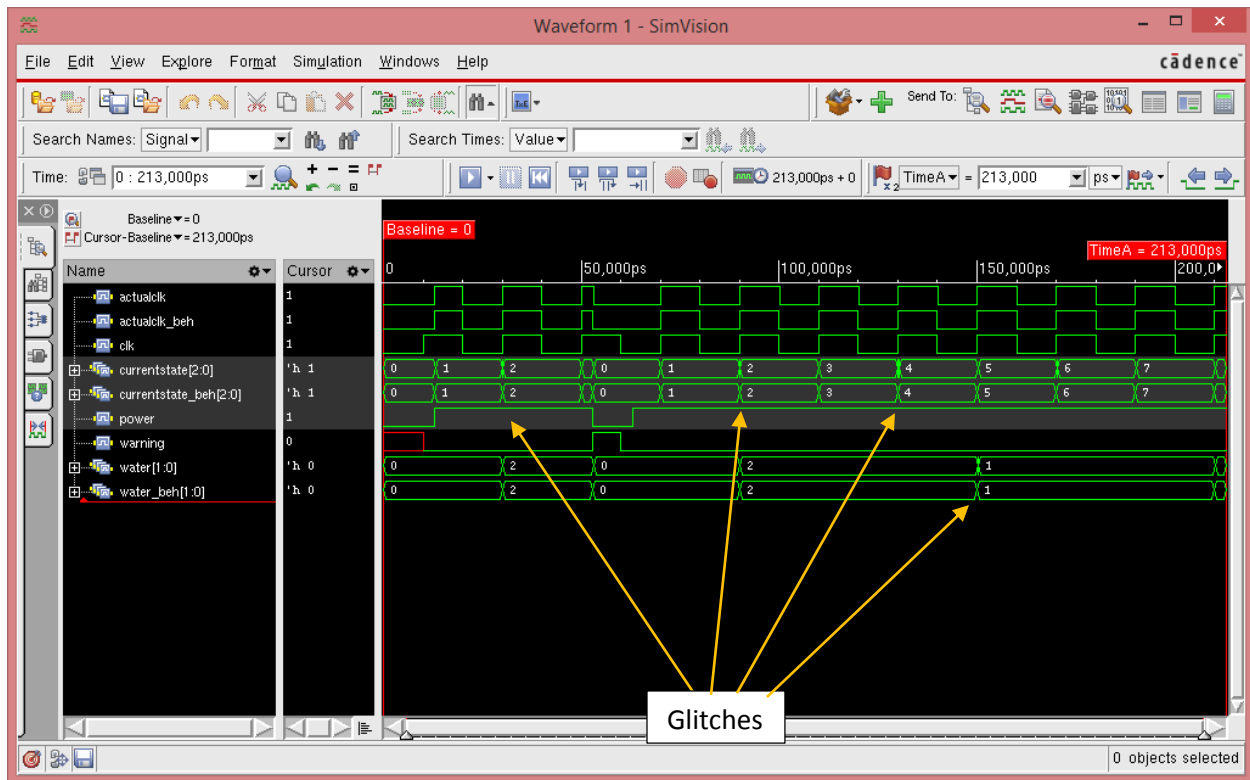 Waveform 1 - SimVision
File Edit View Explore Format Simulation Windows Help
cādence
Send To:
Search Names: Signal
Search Times: Value
Time: 0 : 213,000ps
213,000ps + 0
TimeA = 213,000 ps
Baseline = 0
Cursor-Baseline = 213,000ps
Baseline = 0
TimeA = 213,000ps
Name Cursor
0 50,000ps 100,000ps 150,000ps 200,0
actualclk 1
actualclk_beh 1
clk 1
currentstate[2:0] 'h 1 0 1 2 0 1 2 3 4 5 6 7
currentstate_beh[2:0] 'h 1 0 1 2 0 1 2 3 4 5 6 7
power 1
warning 0
water[1:0] 'h 0 0 2 0 2 1
water_beh[1:0] 'h 0 0 2 0 2 1
Glitches
0 objects selected